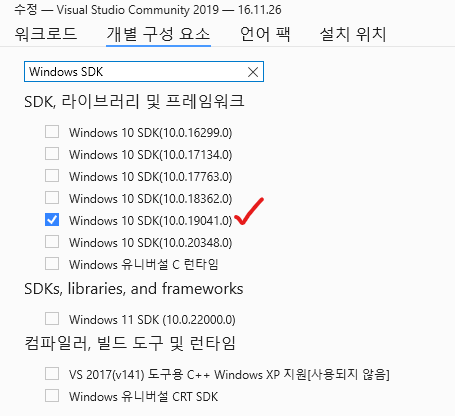 수정 — Visual Studio Community 2019 — 16.11.26
워크로드 개별 구성 요소 언어 팩 설치 위치
Windows SDK
SDK, 라이브러리 및 프레임워크
Windows 10 SDK(10.0.16299.0)
Windows 10 SDK(10.0.17134.0)
Windows 10 SDK(10.0.17763.0)
Windows 10 SDK(10.0.18362.0)
Windows 10 SDK(10.0.19041.0)
Windows 10 SDK(10.0.20348.0)
Windows 유니버설 C 런타임
SDKs, libraries, and frameworks
Windows 11 SDK (10.0.22000.0)
컴파일러, 빌드 도구 및 런타임
VS 2017(v141) 도구용 C++ Windows XP 지원[사용되지 않음]
Windows 유니버설 CRT SDK